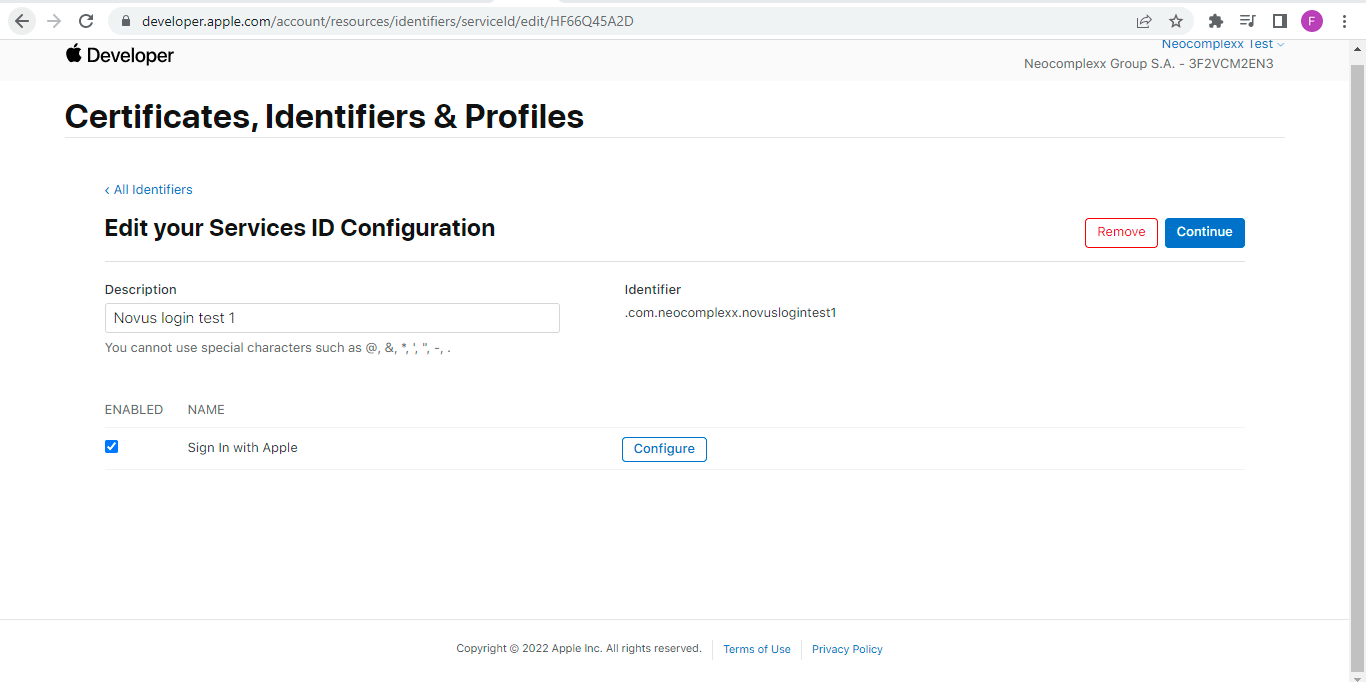 developer.apple.com/account/resources/identifiers/serviceId/edit/HF66Q45A2D
F
Developer
Neocomplexx Test
Neocomplexx Group S.A. - 3F2VCM2EN3
Certificates, Identifiers & Profiles
‹ All Identifiers
Edit your Services ID Configuration
Remove
Continue
Description
Identifier
Novus login test 1
.com.neocomplexx.novuslogintest1
You cannot use special characters such as @, &, *, ', ", -, .
ENABLED NAME
Sign In with Apple
Configure
Copyright © 2022 Apple Inc. All rights reserved. Terms of Use Privacy Policy